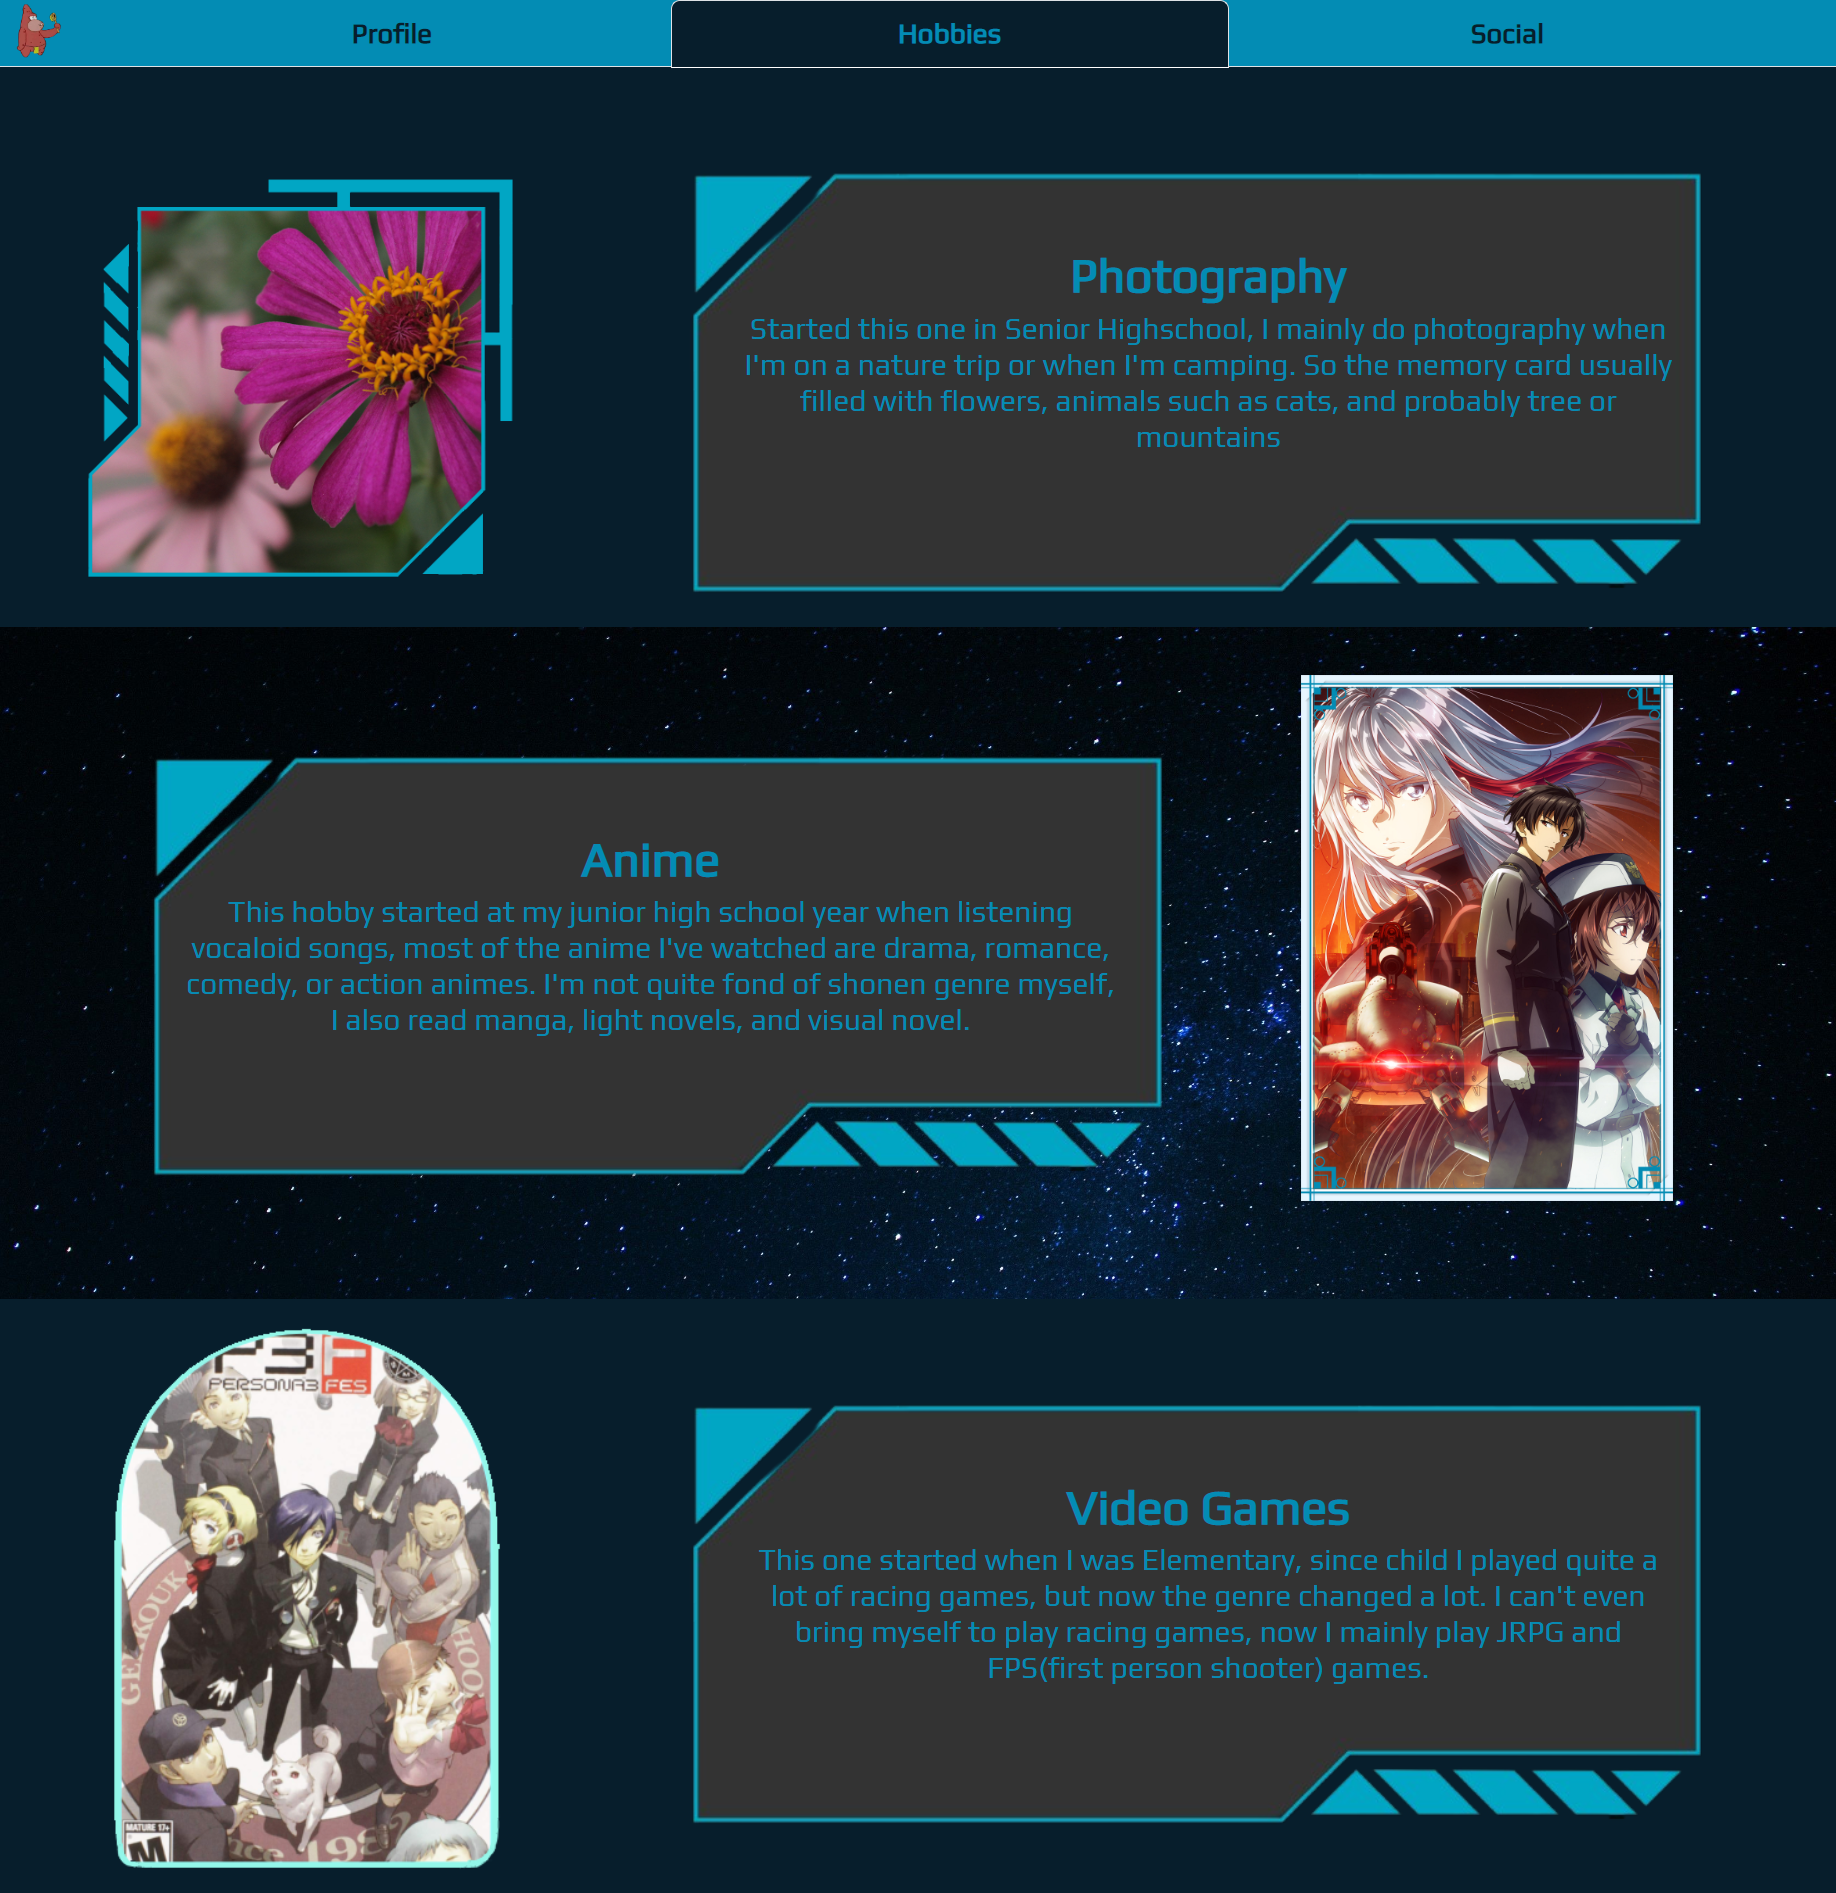 Profile
Hobbies
Social
Photography
Started this one in Senior Highschool, I mainly do photography when
I'm on a nature trip or when I'm camping. So the memory card usually
filled with flowers, animals such as cats, and probably tree or
mountains
Anime
This hobby started at my junior high school year when listening
vocaloid songs, most of the anime I've watched are drama, romance,
comedy, or action animes. I'm not quite fond of shonen genre myself,
I also read manga, light novels, and visual novel.
P3F
PERSONA3 FES
MATURE 17+
M
Video Games
This one started when I was Elementary, since child I played quite a
lot of racing games, but now the genre changed a lot. I can't even
bring myself to play racing games, now I mainly play JRPG and
FPS(first person shooter) games.